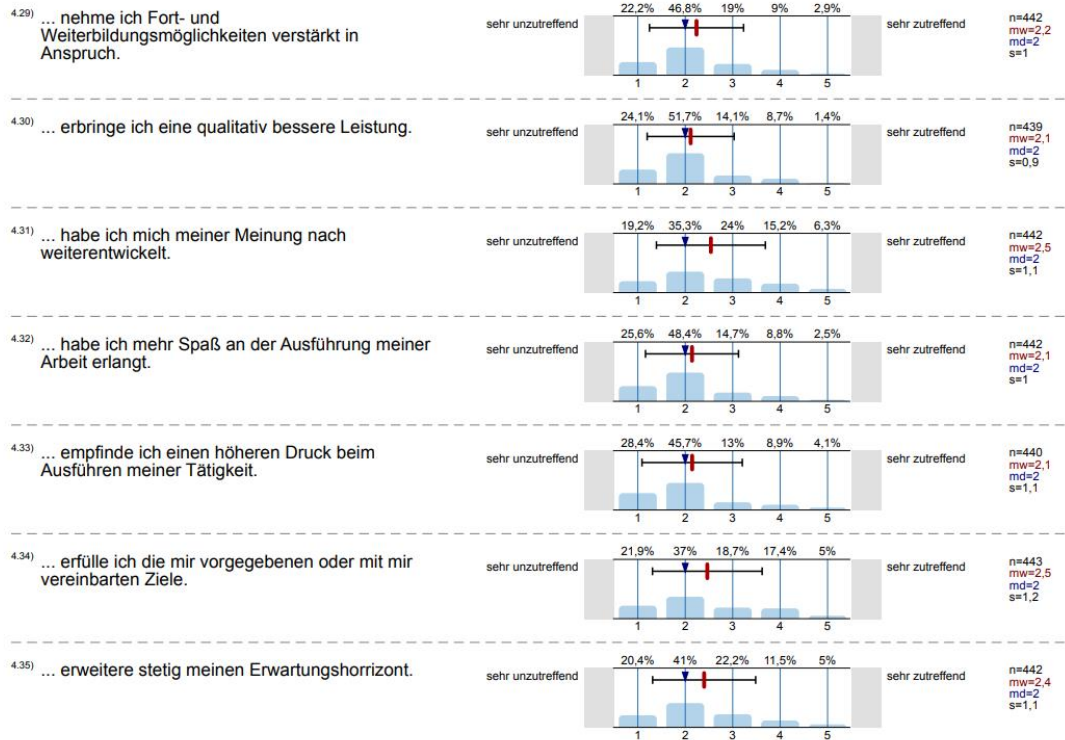 4.29) ... nehme ich Fort- und
Weiterbildungsmöglichkeiten verstärkt in
Anspruch.
22,2% 46,8% 19% 9% 2,9%
sehr unzutreffend sehr zutreffend
1 2 3 4 5
n=442
mw=2,2
md=2
s=1
4.30) ... erbringe ich eine qualitativ bessere Leistung.
24,1% 51,7% 14,1% 8,7% 1,4%
sehr unzutreffend sehr zutreffend
1 2 3 4 5
n=439
mw=2,1
md=2
s=0,9
4.31) ... habe ich mich meiner Meinung nach
weiterentwickelt.
19,2% 35,3% 24% 15,2% 6,3%
sehr unzutreffend sehr zutreffend
1 2 3 4 5
n=442
mw=2,5
md=2
s=1,1
4.32) ... habe ich mehr Spaß an der Ausführung meiner
Arbeit erlangt.
25,6% 48,4% 14,7% 8,8% 2,5%
sehr unzutreffend sehr zutreffend
1 2 3 4 5
n=442
mw=2,1
md=2
s=1
4.33) ... empfinde ich einen höheren Druck beim
Ausführen meiner Tätigkeit.
28,4% 45,7% 13% 8,9% 4,1%
sehr unzutreffend sehr zutreffend
1 2 3 4 5
n=440
mw=2,1
md=2
s=1,1
4.34) ... erfülle ich die mir vorgegebenen oder mit mir
vereinbarten Ziele.
21,9% 37% 18,7% 17,4% 5%
sehr unzutreffend sehr zutreffend
1 2 3 4 5
n=443
mw=2,5
md=2
s=1,2
4.35) ... erweitere stetig meinen Erwartungshorrizont.
20,4% 41% 22,2% 11,5% 5%
sehr unzutreffend sehr zutreffend
1 2 3 4 5
n=442
mw=2,4
md=2
s=1,1